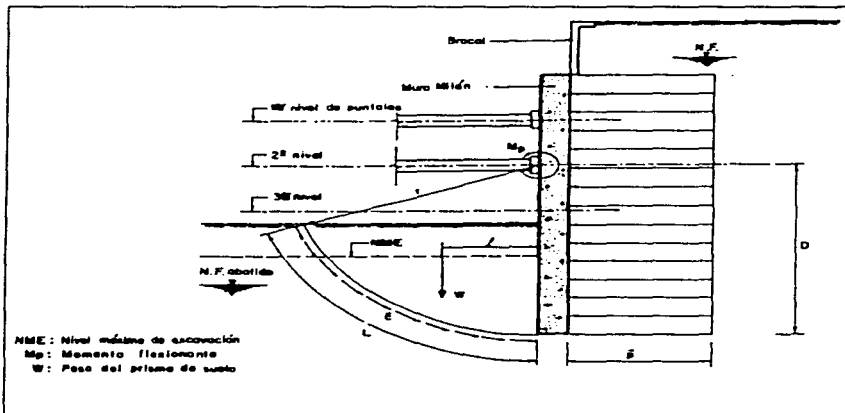 Brocal
N.F.
Muro Milán
1er nivel de puntales
Mp
2º nivel
r
3er nivel
D
NME
l
N.F. abatido
W
E
L
NME: Nivel máximo de excavación
Mp: Momento flexionante
W: Peso del prisma de suelo
p̄